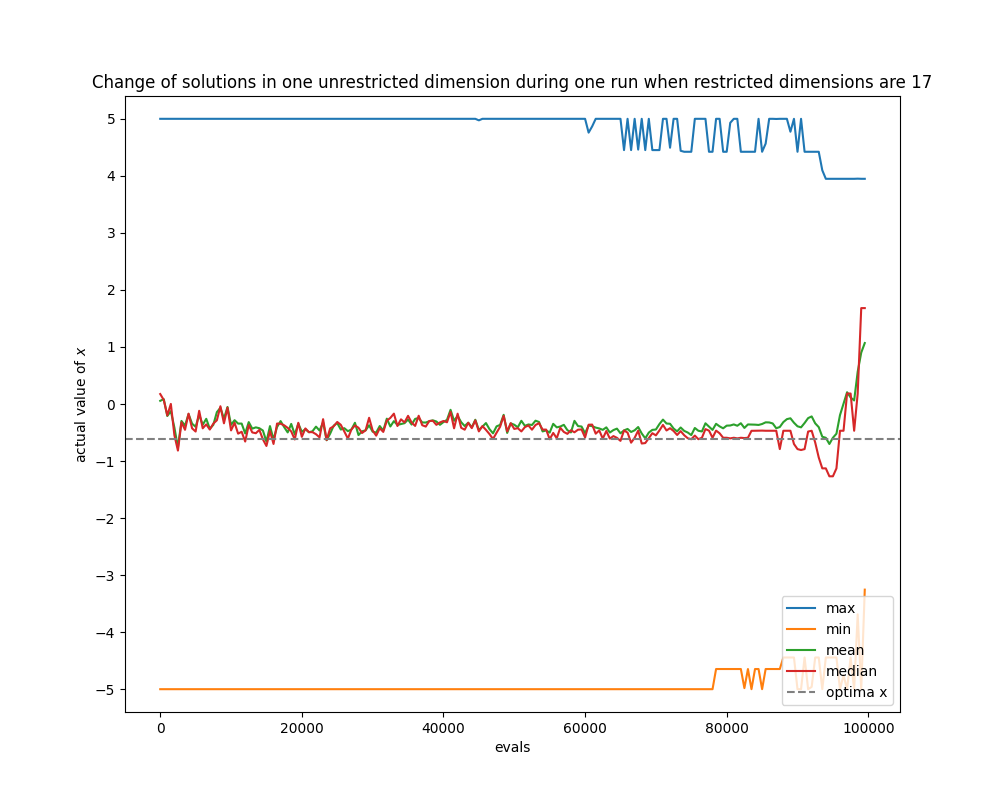 Change of solutions in one unrestricted dimension during one run when restricted dimensions are 17
5
4
3
2
1
0
−1
−2
−3
−4
−5
actual value of x
0
20000
40000
60000
80000
100000
evals
max
min
mean
median
optima x